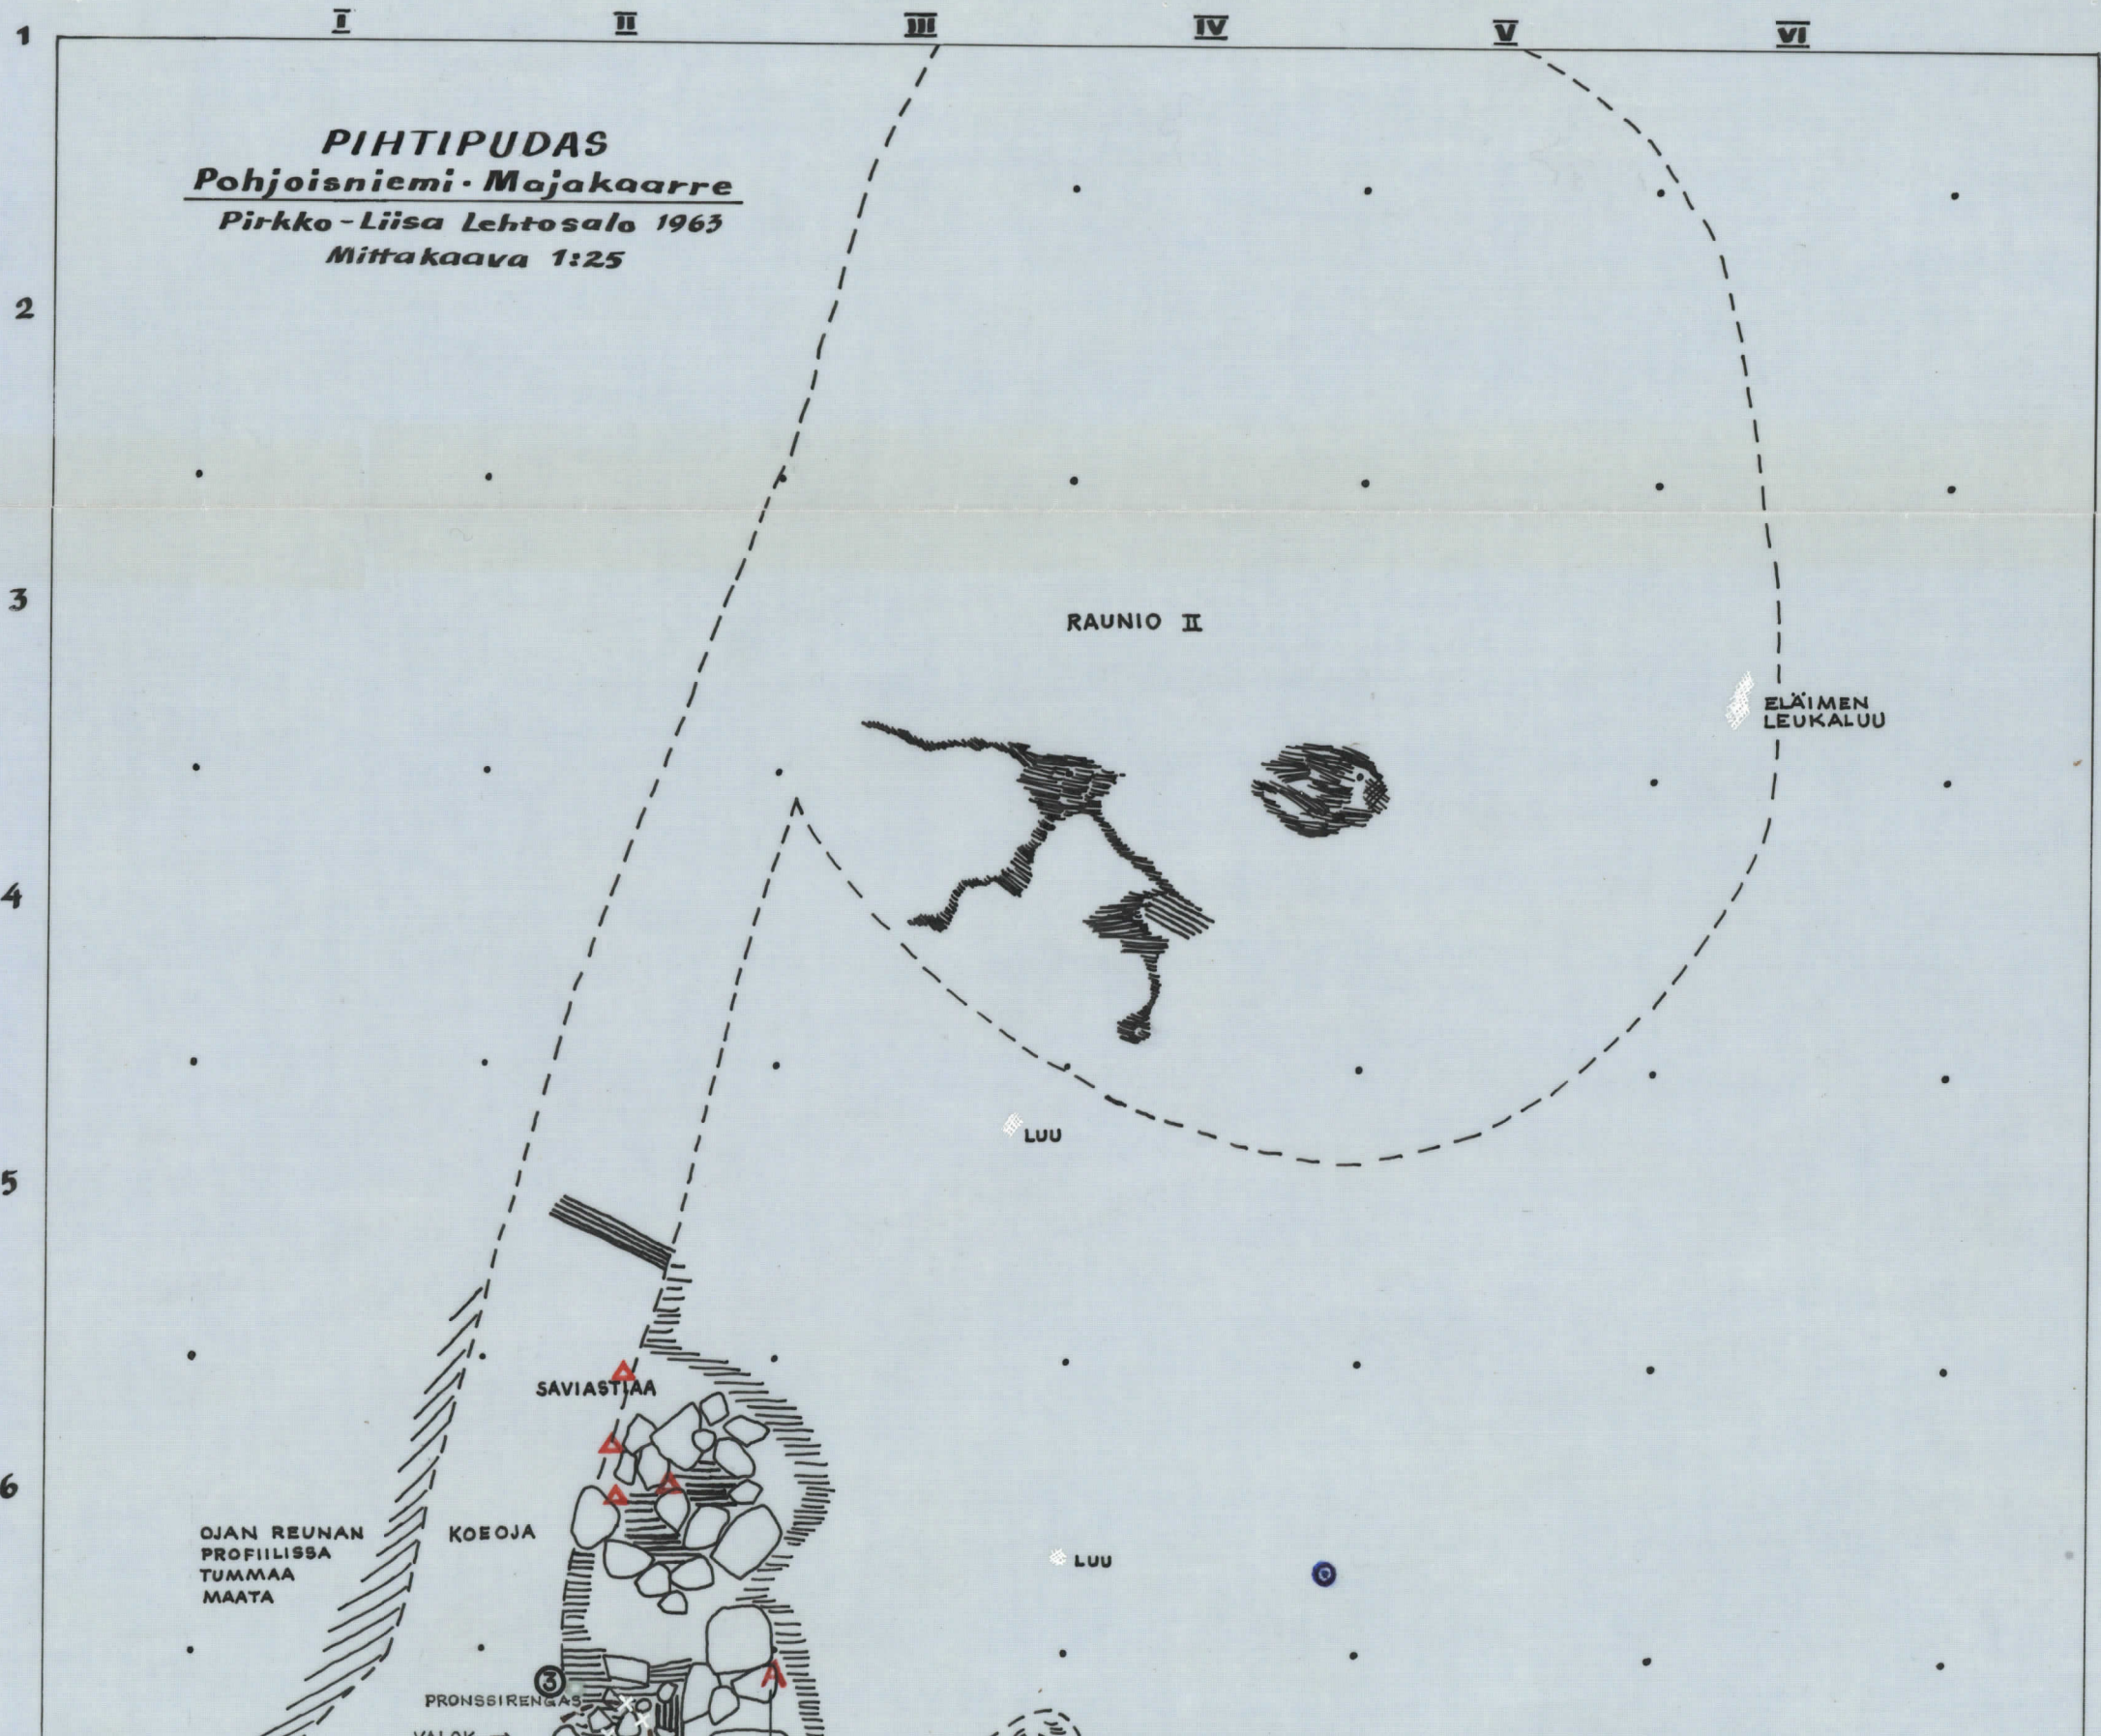 I II III IV V VI
1
PIHTIPUDAS
Pohjoisniemi · Majakaarre
Pirkko-Liisa Lehtosalo 1963
Mittakaava 1:25
2
3
RAUNIO II
ELÄIMEN
LEUKALUU
4
LUU
5
SAVIASTIAA
6
OJAN REUNAN
PROFIILISSA
TUMMAA
MAATA
KOEOJA
LUU
3
PRONSSIRENGAS